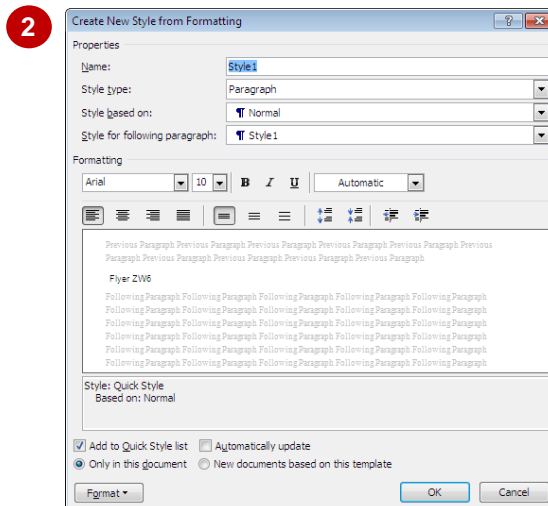 2
Create New Style from Formatting
Properties
Name: Style1
Style type: Paragraph
Style based on: ¶ Normal
Style for following paragraph: ¶ Style1
Formatting
Arial 10 B I U Automatic
Previous Paragraph Previous Paragraph Previous Paragraph Previous Paragraph Previous Paragraph Previous
Paragraph Previous Paragraph Previous Paragraph Previous Paragraph Previous Paragraph
Flyer ZW6
Following Paragraph Following Paragraph Following Paragraph Following Paragraph Following Paragraph
Following Paragraph Following Paragraph Following Paragraph Following Paragraph Following Paragraph
Following Paragraph Following Paragraph Following Paragraph Following Paragraph Following Paragraph
Following Paragraph Following Paragraph Following Paragraph Following Paragraph Following Paragraph
Following Paragraph Following Paragraph Following Paragraph Following Paragraph Following Paragraph
Following Paragraph Following Paragraph Following Paragraph Following Paragraph Following Paragraph
Style: Quick Style
Based on: Normal
Add to Quick Style list Automatically update
Only in this document New documents based on this template
Format OK Cancel